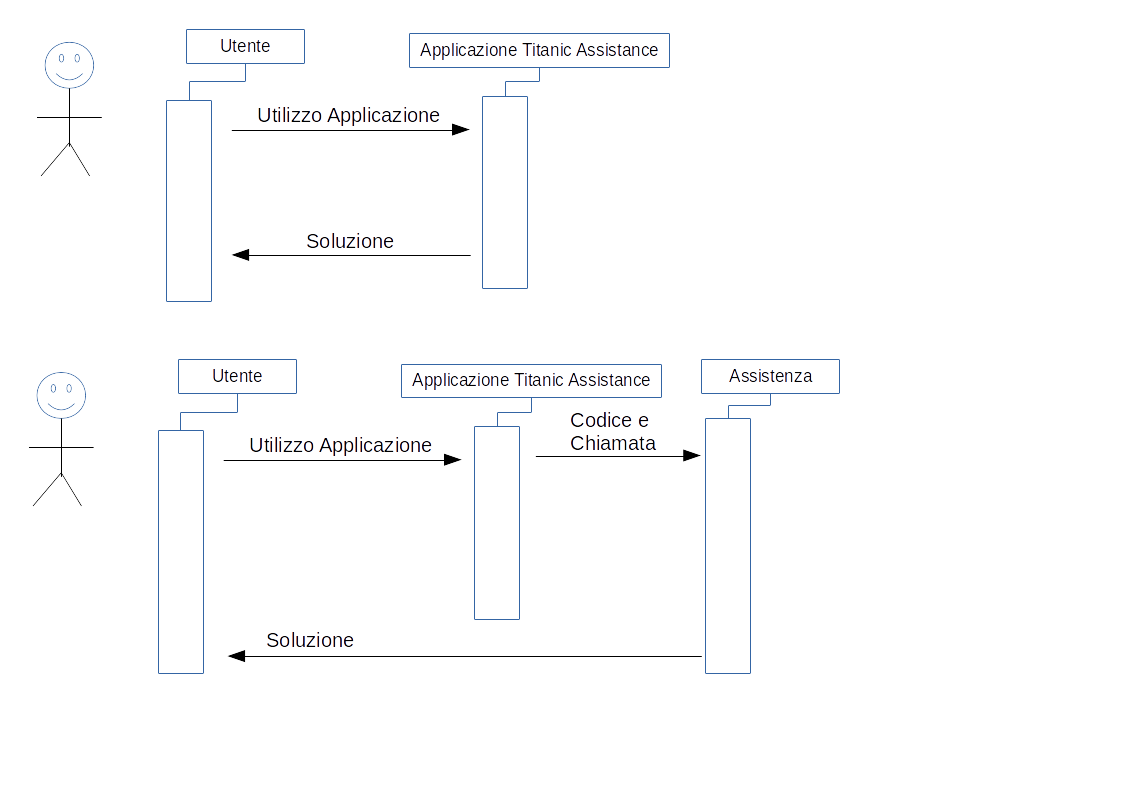 Utente
Applicazione Titanic Assistance
Utilizzo Applicazione
Soluzione
Utente
Applicazione Titanic Assistance
Assistenza
Codice e
Chiamata
Utilizzo Applicazione
Soluzione